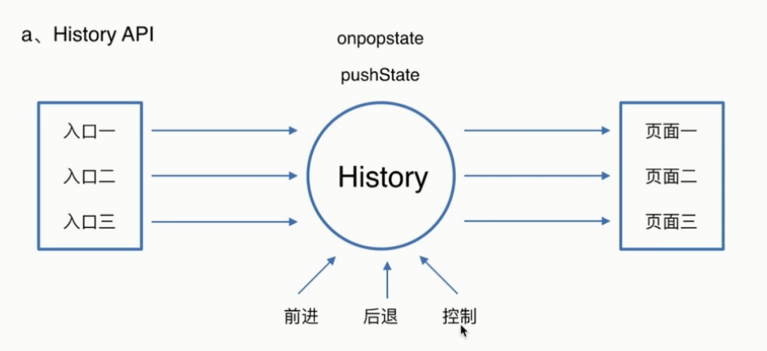 a、History API
onpopstate
pushState
入口一
入口二
入口三
History
页面一
页面二
页面三
前进
后退
控制